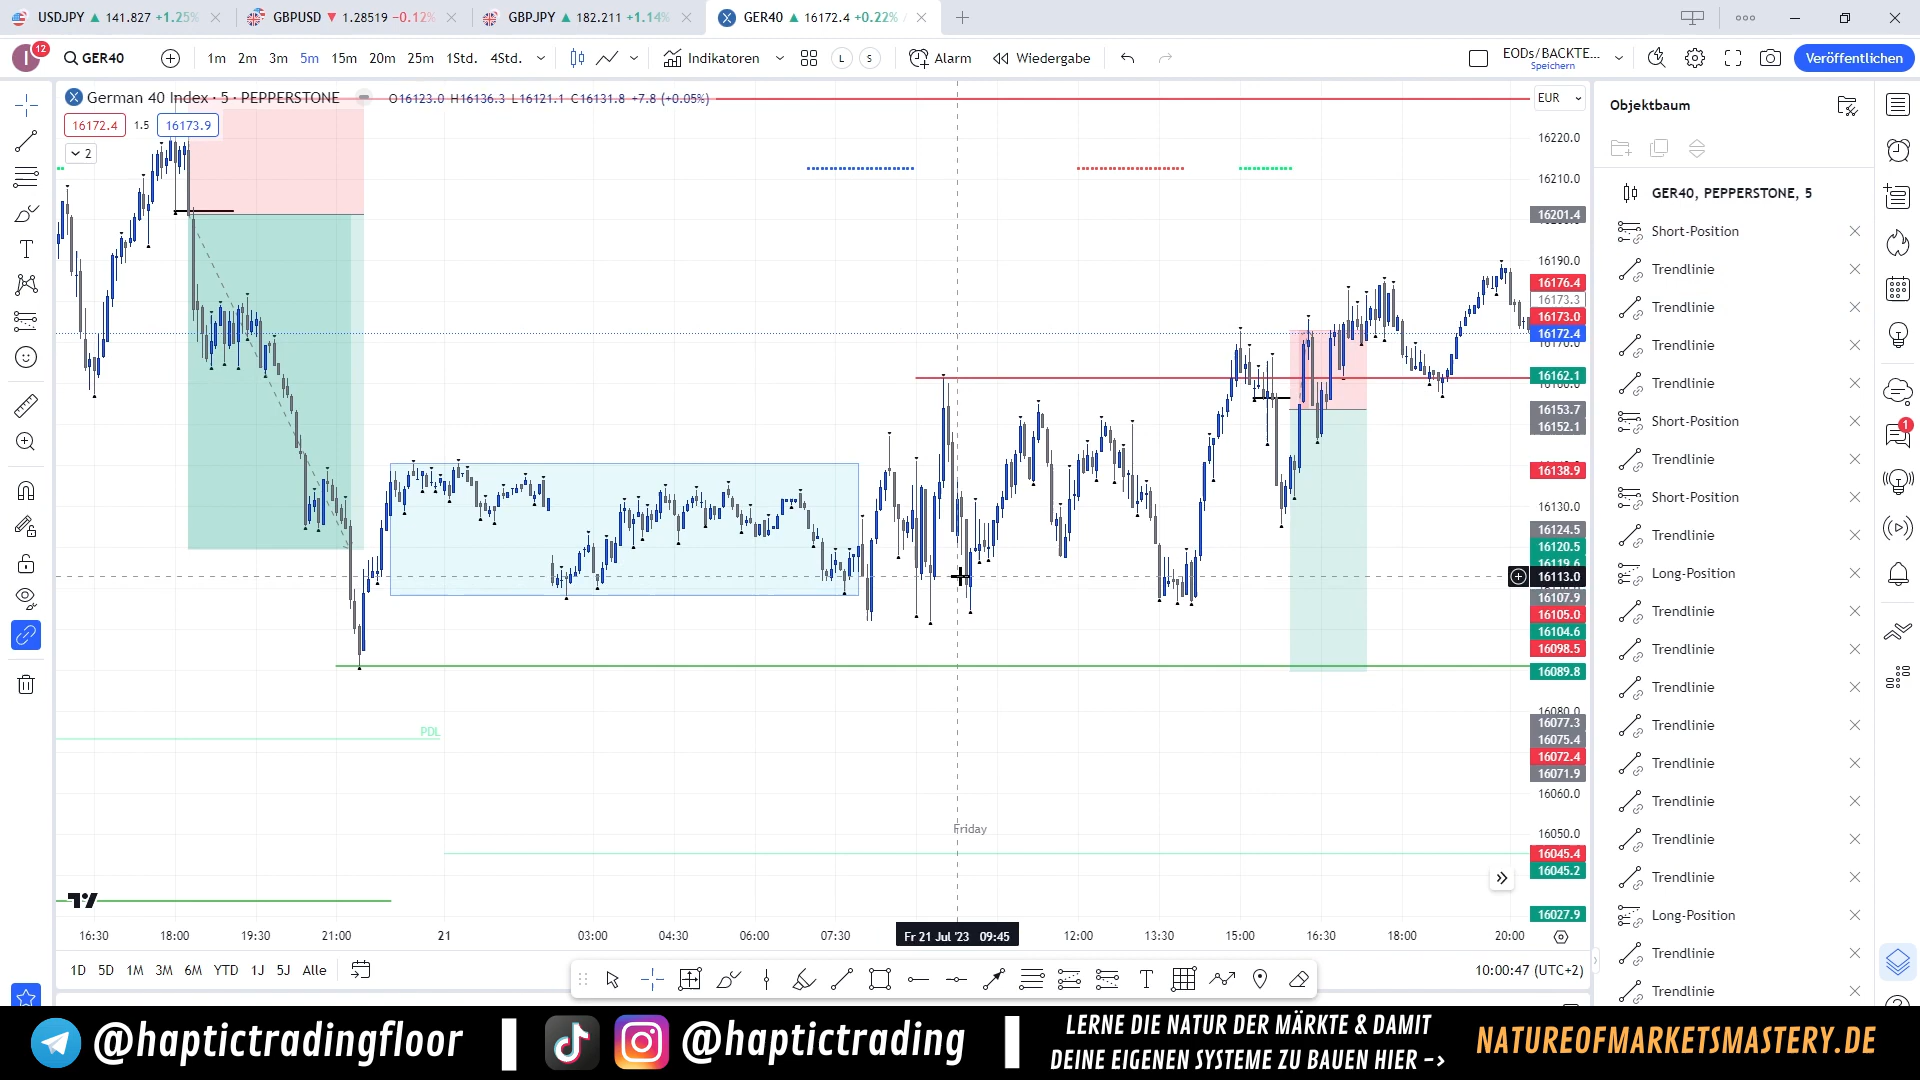 USDJPY 141.827 +1.25%
GBPUSD 1.28519 −0.12%
GBPJPY 182.211 +1.14%
GER40 16172.4 +0.22%
12
GER40
1m 2m 3m 5m 15m 20m 25m 1Std. 4Std.
Indikatoren
L S
Alarm
Wiedergabe
EODs/BACKTE...
Speichern
Veröffentlichen
German 40 Index · 5 · PEPPERSTONE
O16123.0 H16136.3 L16121.1 C16131.8 +7.8 (+0.05%)
16172.4 1.5 16173.9
2
EUR
16220.0
16210.0
16201.4
16190.0
16176.4
16173.3
16173.0
16172.4
16170.0
16162.1
16153.7
16152.1
16138.9
16130.0
16124.5
16120.5
16119.6
16113.0
16107.9
16105.0
16104.6
16098.5
16089.8
16080.0
16077.3
16075.4
16072.4
16071.9
16060.0
16050.0
16045.4
16045.2
16027.9
PDL
Friday
16:30 18:00 19:30 21:00 21 03:00 04:30 06:00 07:30 Fr 21 Jul '23 09:45 12:00 13:30 15:00 16:30 18:00 20:00
1D 5D 1M 3M 6M YTD 1J 5J Alle
10:00:47 (UTC+2)
Objektbaum
GER40, PEPPERSTONE, 5
Short-Position
Trendlinie
Trendlinie
Trendlinie
Trendlinie
Short-Position
Trendlinie
Short-Position
Trendlinie
Long-Position
Trendlinie
Trendlinie
Trendlinie
Trendlinie
Trendlinie
Trendlinie
Trendlinie
Trendlinie
Long-Position
Trendlinie
Trendlinie
1
@haptictradingfloor
@haptictrading
LERNE DIE NATUR DER MÄRKTE & DAMIT
DEINE EIGENEN SYSTEME ZU BAUEN HIER –>
NATUREOFMARKETSMASTERY.DE